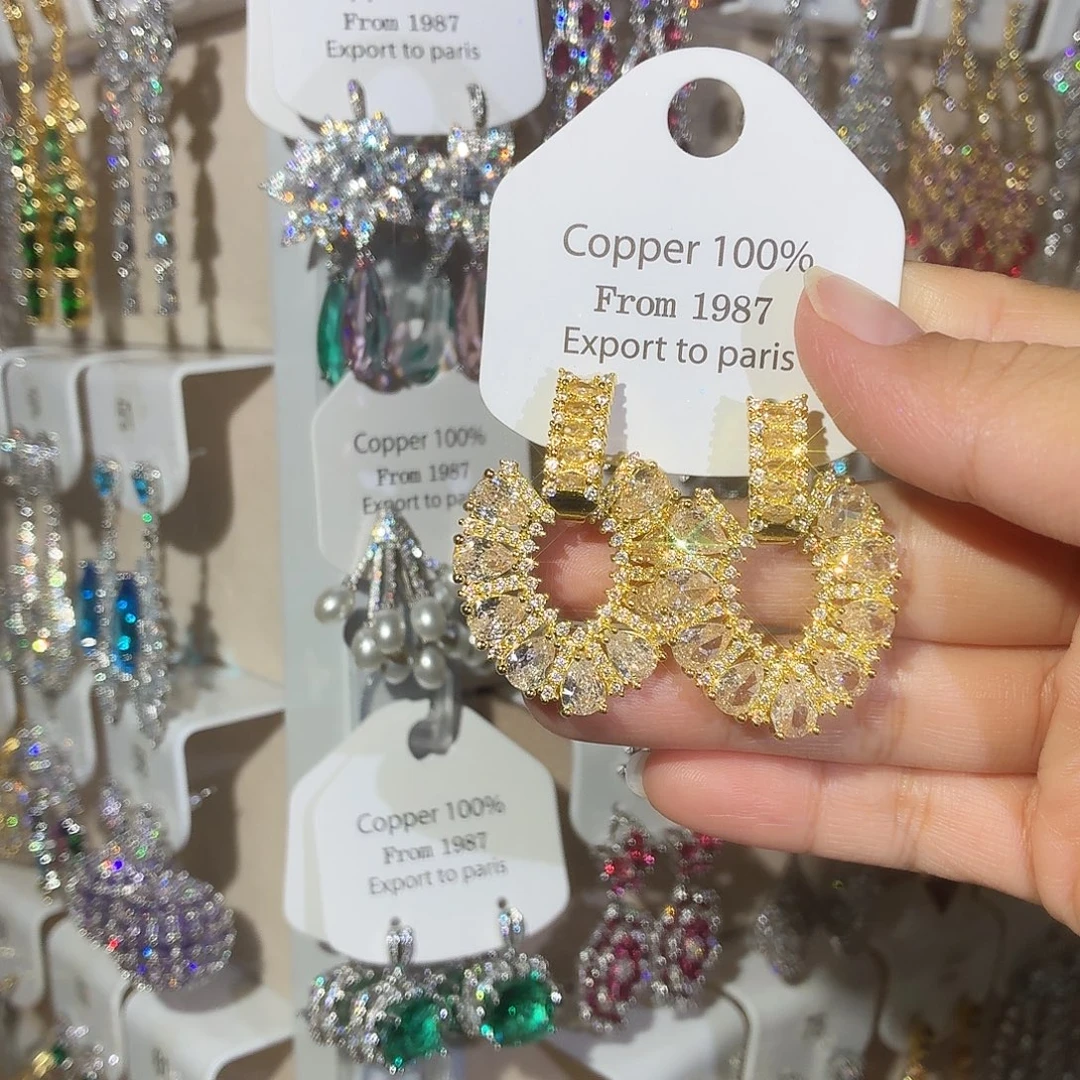 From 1987
Export to paris
Copper 100%
From 1987
Export to paris
Copper 100%
From 1987
Export to pa
Copper 100%
From 1987
Export to paris